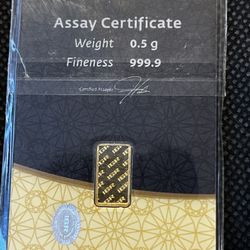 Assay Certificate
Weight 0.5 g
Fineness 999.9
Certified Assayer